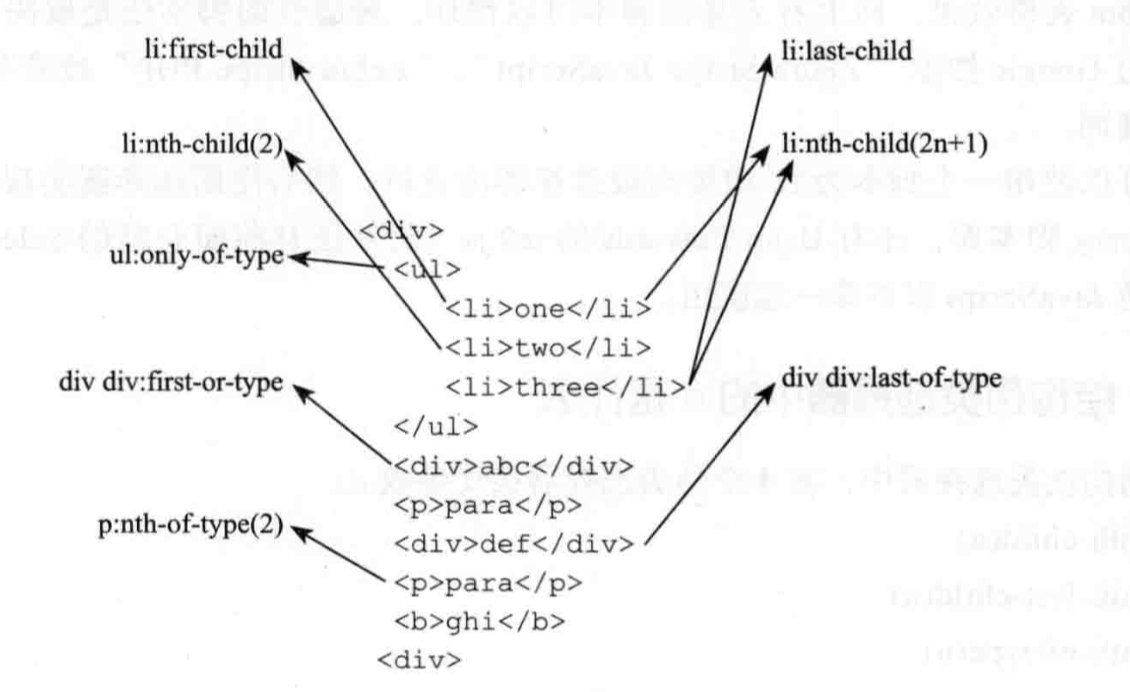 li:first-child
li:last-child
li:nth-child(2)
li:nth-child(2n+1)
<div>
ul:only-of-type
<ul>
<li>one</li>
<li>two</li>
div div:first-or-type
<li>three</li>
div div:last-of-type
</ul>
<div>abc</div>
<p>para</p>
p:nth-of-type(2)
<div>def</div>
<p>para</p>
<b>ghi</b>
<div>